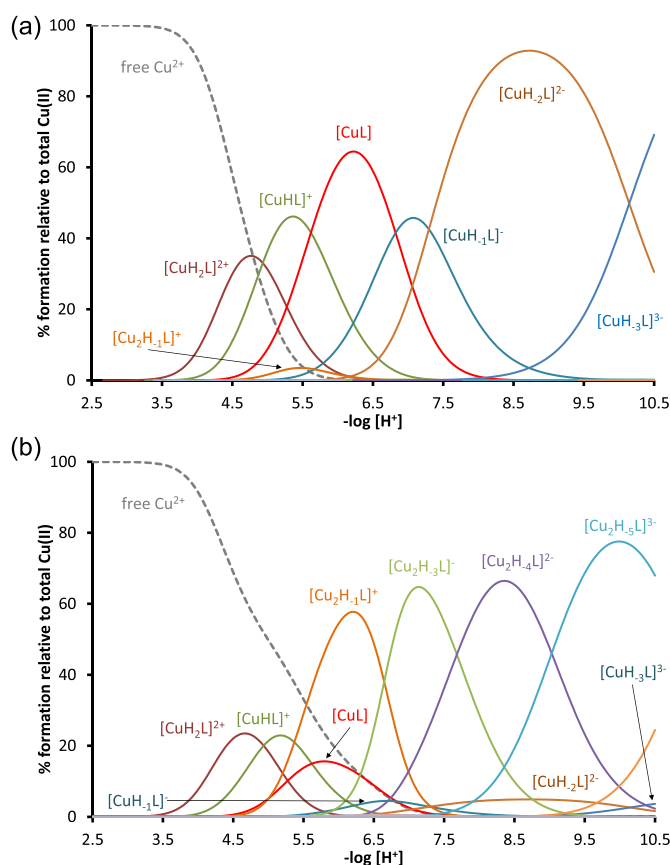 (a)
100
80
60
40
20
0
% formation relative to total Cu(II)
free Cu²⁺
[CuH₂L]²⁺
[Cu₂H₋₁L]⁺
[CuHL]⁺
[CuL]
[CuH₋₁L]⁻
[CuH₋₂L]²⁻
[CuH₋₃L]³⁻
2.5 3.5 4.5 5.5 6.5 7.5 8.5 9.5 10.5
-log [H⁺]
(b)
100
80
60
40
20
0
% formation relative to total Cu(II)
free Cu²⁺
[Cu₂H₋₅L]³⁻
[Cu₂H₋₃L]⁻
[Cu₂H₋₄L]²⁻
[Cu₂H₋₁L]⁺
[CuH₋₃L]³⁻
[CuH₂L]²⁺
[CuHL]⁺
[CuL]
[CuH₋₂L]²⁻
[CuH₋₁L]⁻
2.5 3.5 4.5 5.5 6.5 7.5 8.5 9.5 10.5
-log [H⁺]